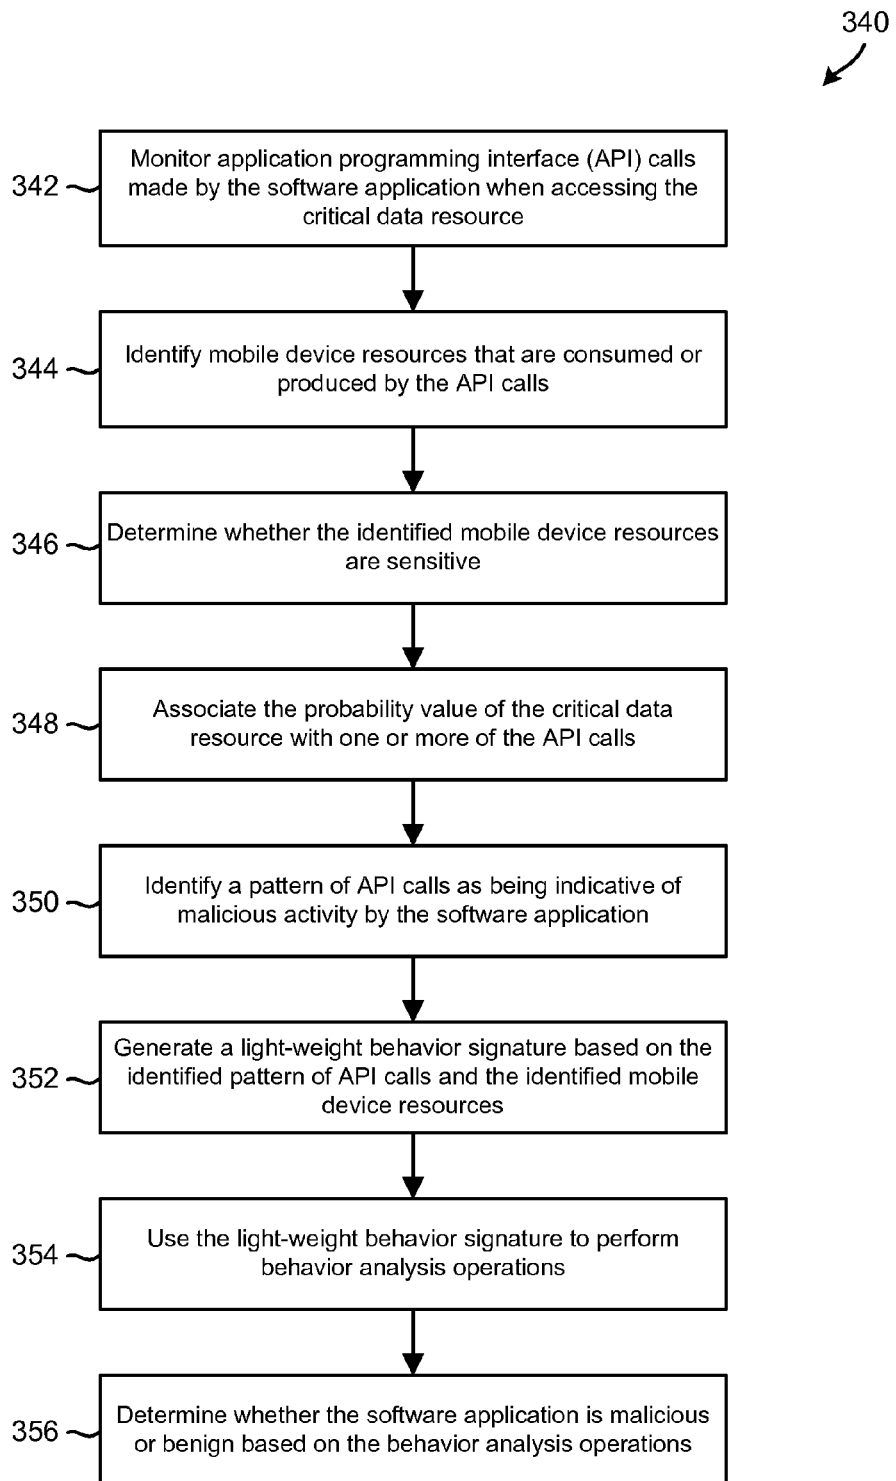 340
342
Monitor application programming interface (API) calls
made by the software application when accessing the
critical data resource
344
Identify mobile device resources that are consumed or
produced by the API calls
346
Determine whether the identified mobile device resources
are sensitive
348
Associate the probability value of the critical data
resource with one or more of the API calls
350
Identify a pattern of API calls as being indicative of
malicious activity by the software application
352
Generate a light-weight behavior signature based on the
identified pattern of API calls and the identified mobile
device resources
354
Use the light-weight behavior signature to perform
behavior analysis operations
356
Determine whether the software application is malicious
or benign based on the behavior analysis operations